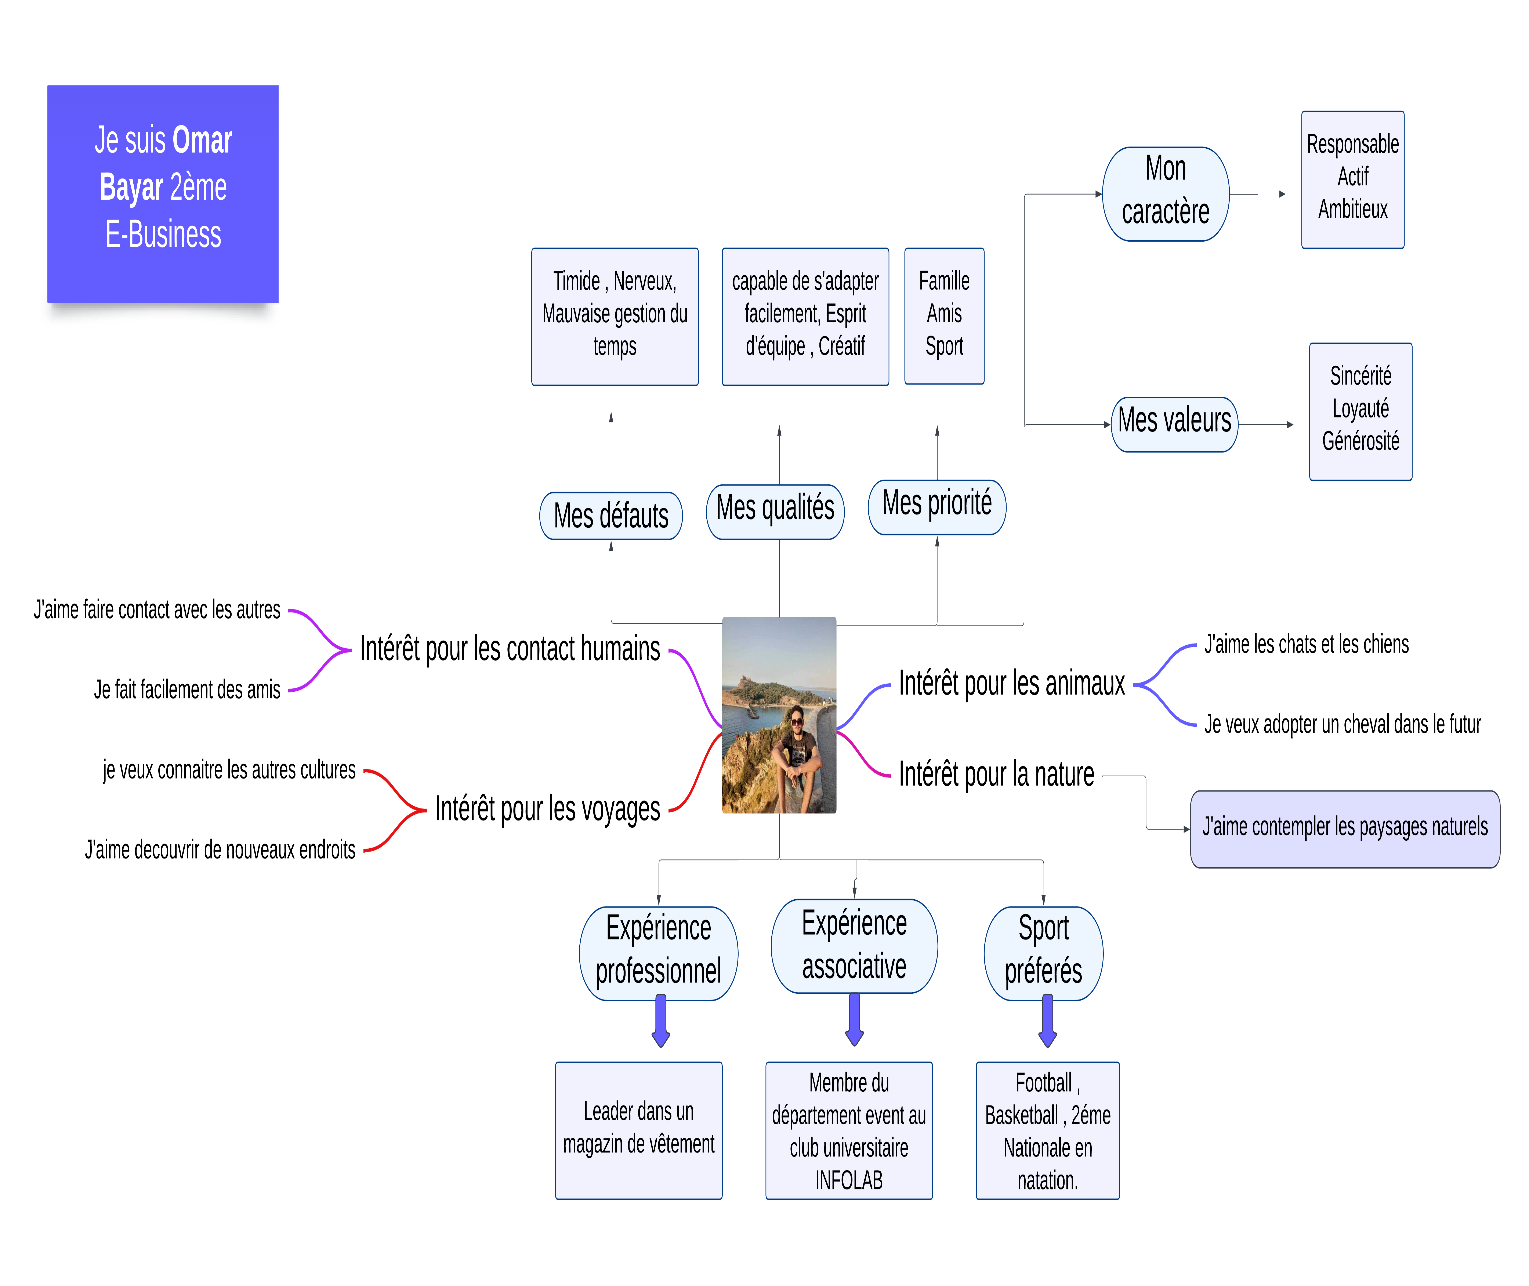 Je suis Omar
Bayar 2ème
E-Business
Mon
caractère
Responsable
Actif
Ambitieux
Timide , Nerveux,
Mauvaise gestion du
temps
capable de s'adapter
facilement, Esprit
d'équipe , Créatif
Famille
Amis
Sport
Mes valeurs
Sincérité
Loyauté
Générosité
Mes défauts
Mes qualités
Mes priorité
J'aime faire contact avec les autres
Intérêt pour les contact humains
Je fait facilement des amis
je veux connaitre les autres cultures
Intérêt pour les voyages
J'aime decouvrir de nouveaux endroits
Intérêt pour les animaux
J'aime les chats et les chiens
Je veux adopter un cheval dans le futur
Intérêt pour la nature
J'aime contempler les paysages naturels
Expérience
professionnel
Expérience
associative
Sport
préferés
Leader dans un
magazin de vêtement
Membre du
département event au
club universitaire
INFOLAB
Football ,
Basketball , 2éme
Nationale en
natation.